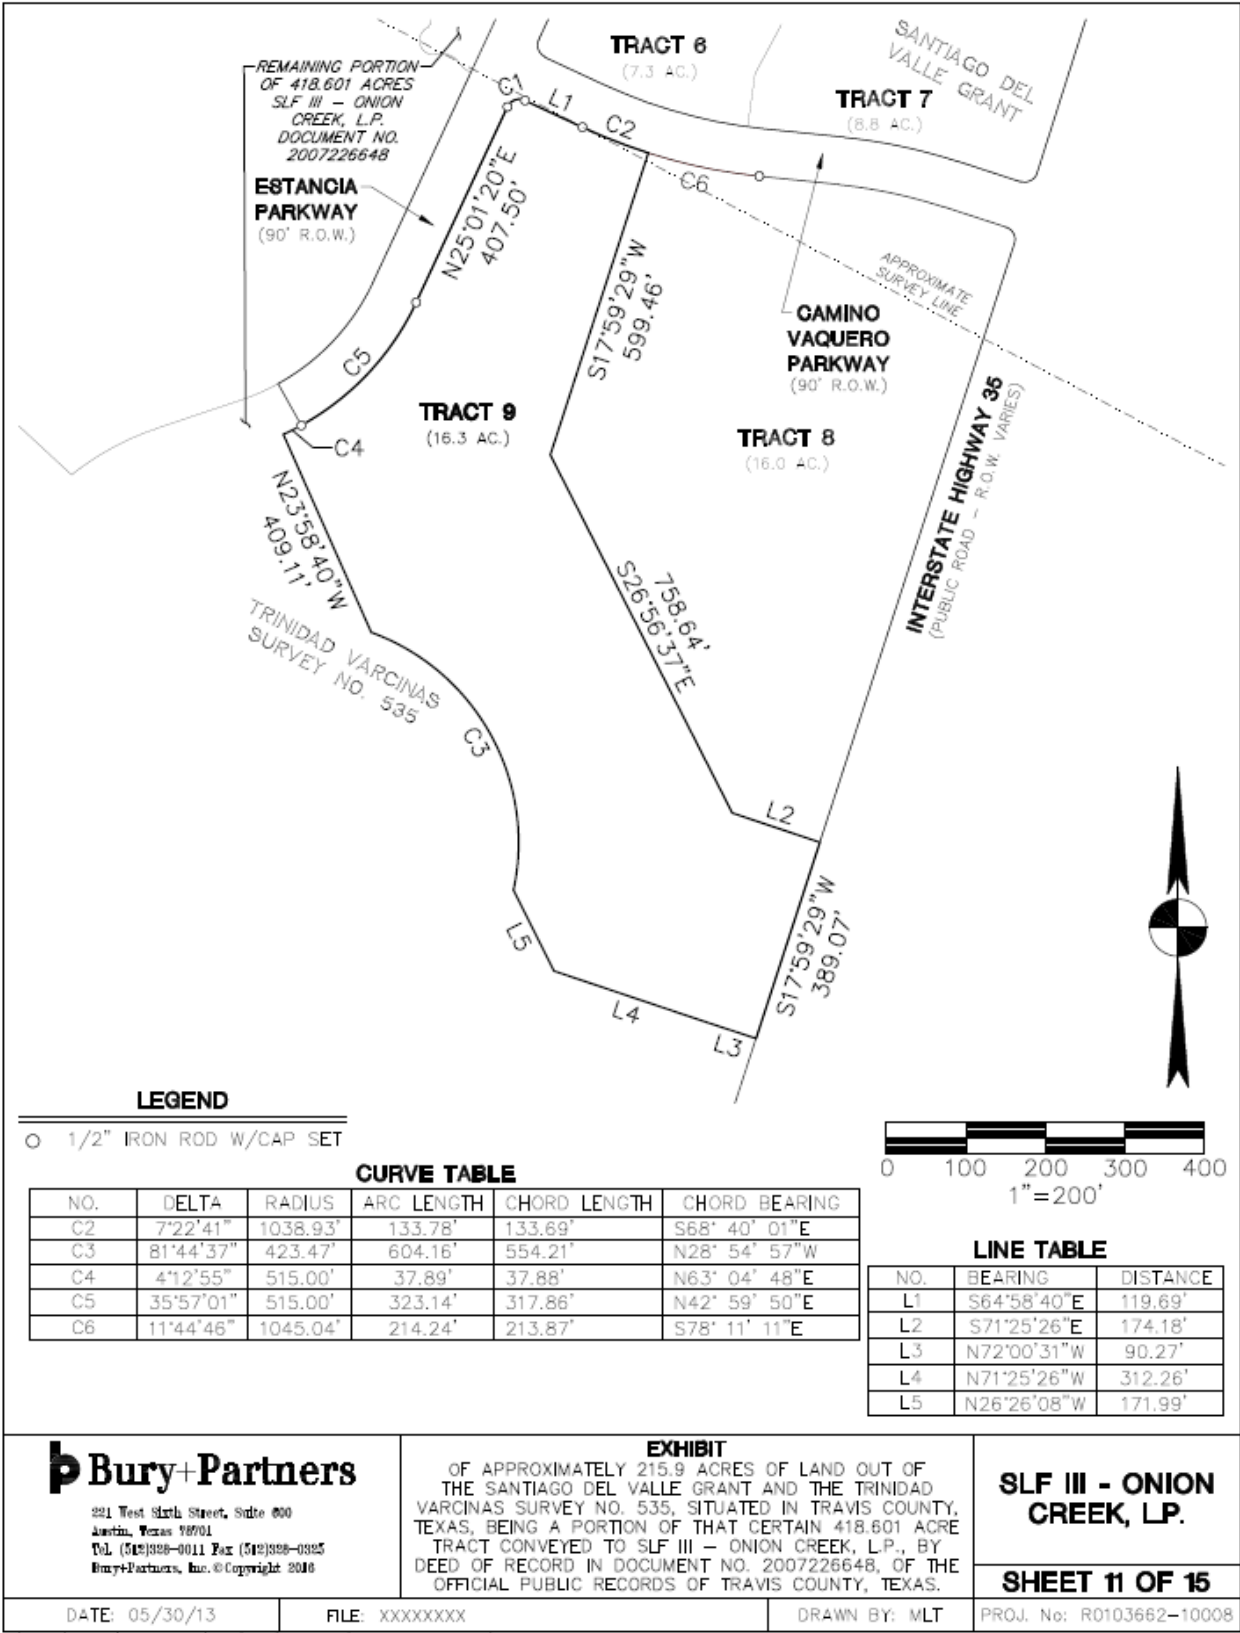 TRACT 6
(7.3 AC.)
SANTIAGO DEL
VALLE GRANT
TRACT 7
(8.8 AC.)
REMAINING PORTION
OF 418.601 ACRES
SLF III – ONION
CREEK, L.P.
DOCUMENT NO.
2007226648
C1
L1
C2
C6
ESTANCIA
PARKWAY
(90' R.O.W.)
N25°01'20"E
407.50'
S17°59'29"W
599.46'
APPROXIMATE
SURVEY LINE
CAMINO
VAQUERO
PARKWAY
(90' R.O.W.)
C5
TRACT 9
(16.3 AC.)
C4
TRACT 8
(16.0 AC.)
INTERSTATE HIGHWAY 35
(PUBLIC ROAD – R.O.W. VARIES)
N23°58'40"W
409.11'
758.64'
S26°56'37"E
TRINIDAD VARCINAS
SURVEY NO. 535
C3
L2
S17°59'29"W
389.07'
L5
L4
L3
LEGEND
1/2" IRON ROD W/CAP SET
0 100 200 300 400
1"=200'
CURVE TABLE
NO. DELTA RADIUS ARC LENGTH CHORD LENGTH CHORD BEARING
C2 7°22'41" 1038.93' 133.78' 133.69' S68° 40' 01"E
C3 81°44'37" 423.47' 604.16' 554.21' N28° 54' 57"W
C4 4°12'55" 515.00' 37.89' 37.88' N63° 04' 48"E
C5 35°57'01" 515.00' 323.14' 317.86' N42° 59' 50"E
C6 11°44'46" 1045.04' 214.24' 213.87' S78° 11' 11"E
LINE TABLE
NO. BEARING DISTANCE
L1 S64°58'40"E 119.69'
L2 S71°25'26"E 174.18'
L3 N72°00'31"W 90.27'
L4 N71°25'26"W 312.26'
L5 N26°26'08"W 171.99'
Bury+Partners
221 West Sixth Street, Suite 600
Austin, Texas 78701
Tel. (512)328-0011 Fax (512)328-0325
Bury+Partners, Inc. © Copyright 2016
EXHIBIT
OF APPROXIMATELY 215.9 ACRES OF LAND OUT OF
THE SANTIAGO DEL VALLE GRANT AND THE TRINIDAD
VARCINAS SURVEY NO. 535, SITUATED IN TRAVIS COUNTY,
TEXAS, BEING A PORTION OF THAT CERTAIN 418.601 ACRE
TRACT CONVEYED TO SLF III – ONION CREEK, L.P., BY
DEED OF RECORD IN DOCUMENT NO. 2007226648, OF THE
OFFICIAL PUBLIC RECORDS OF TRAVIS COUNTY, TEXAS.
SLF III - ONION
CREEK, L.P.
SHEET 11 OF 15
DATE: 05/30/13
FILE: XXXXXXXX
DRAWN BY: MLT
PROJ. No: R0103662-10008